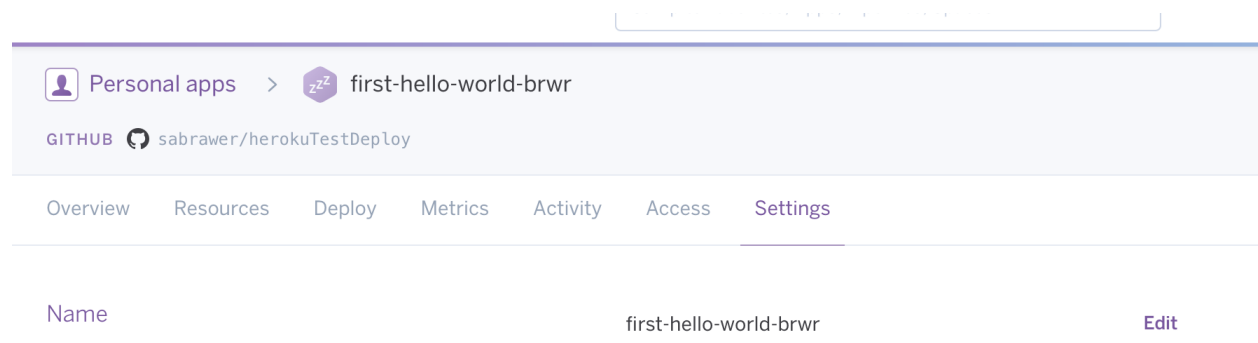 Personal apps > zzz first-hello-world-brwr
GITHUB sabrawer/herokuTestDeploy
Overview Resources Deploy Metrics Activity Access Settings
Name first-hello-world-brwr Edit